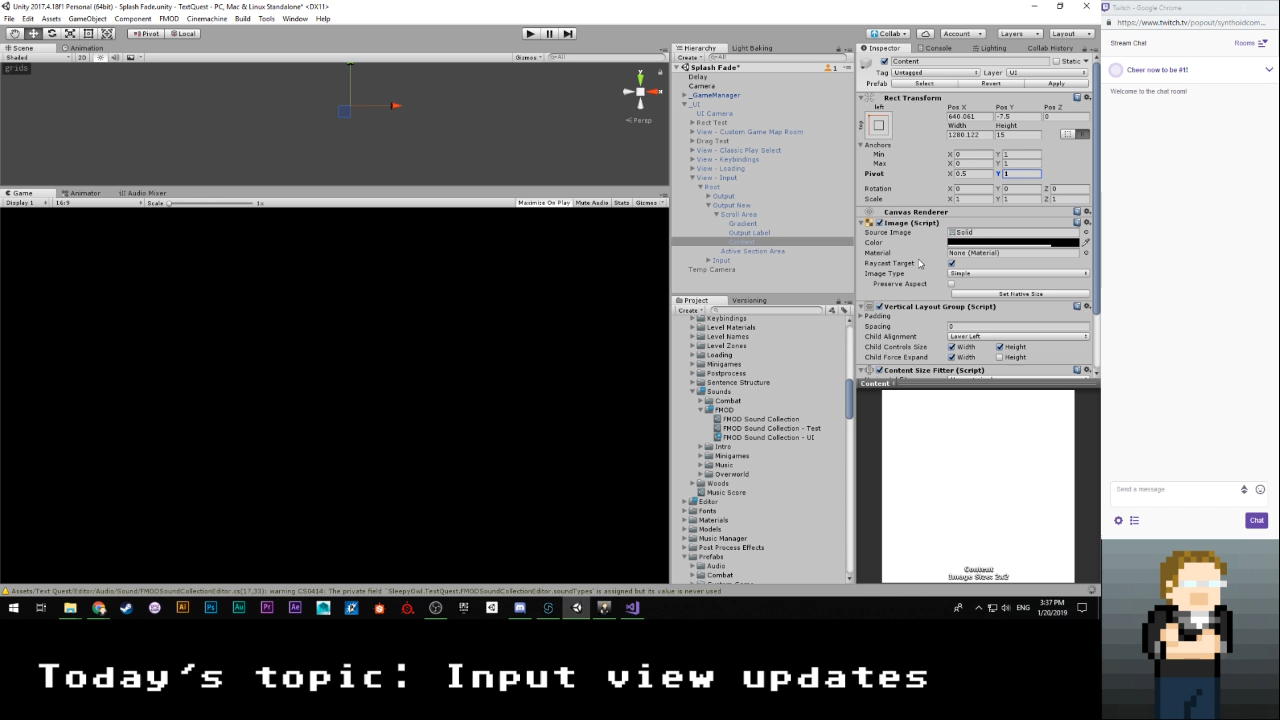 Unity 2017.4.18f1 Personal (64bit) - Splash Fade.unity - TextQuest - PC, Mac & Linux Standalone* <DX11>
File Edit Assets GameObject Component FMOD Cinemachine Build Tools Window Help
Pivot Local
Collab Account Layers Layout
Scene Animation
Shaded 2D Gizmos All
grids
Persp
Game Animator Audio Mixer
Display 1 16:9 Scale 1x Maximize On Play Mute Audio Stats Gizmos
Hierarchy Light Baking
Create All
Splash Fade* 1
Delay
Camera
_GameManager
_UI
UI Camera
Rect Test
View - Custom Game Map Room
Drag Test
View - Classic Play Select
View - Keybindings
View - Loading
View - Input
Root
Output
Output New
Scroll Area
Gradient
Output Label
Content
Active Section Area
Input
Temp Camera
Project Versioning
Create
Keybindings
Level Materials
Level Names
Level Zones
Loading
Minigames
Postprocess
Sentence Structure
Sounds
Combat
FMOD
FMOD Sound Collection
FMOD Sound Collection - Test
FMOD Sound Collection - UI
Intro
Minigames
Music
Overworld
Woods
Music Score
Editor
Fonts
Materials
Models
Music Manager
Post Process Effects
Prefabs
Audio
Combat
Inspector Console Lighting Collab History
Content Static
Tag Untagged Layer UI
Prefab Select Revert Apply
Rect Transform
left Pos X Pos Y Pos Z
top 640.061 -7.5 0
Width Height
1280.122 15 R
Anchors
Min X 0 Y 1
Max X 0 Y 1
Pivot X 0.5 Y 1
Rotation X 0 Y 0 Z 0
Scale X 1 Y 1 Z 1
Canvas Renderer
Image (Script)
Source Image Solid
Color
Material None (Material)
Raycast Target
Image Type Simple
Preserve Aspect
Set Native Size
Vertical Layout Group (Script)
Padding
Spacing 0
Child Alignment Lower Left
Child Controls Size Width Height
Child Force Expand Width Height
Content Size Fitter (Script)
Content
Content
Image Size: 2x2
Assets/Text Quest/Editor/Audio/Sound/FMODSoundCollectionEditor.cs(17,33): warning CS0414: The private field `SleepyOwl.TestQuest.FMODSoundCollectionEditor.soundTypes' is assigned but its value is never used
ENG 3:37 PM
1/20/2019
Twitch - Google Chrome
https://www.twitch.tv/popout/synthoidcom...
Stream Chat Rooms
Cheer now to be #1!
Welcome to the chat room!
Send a message
Chat
Today's topic: Input view updates